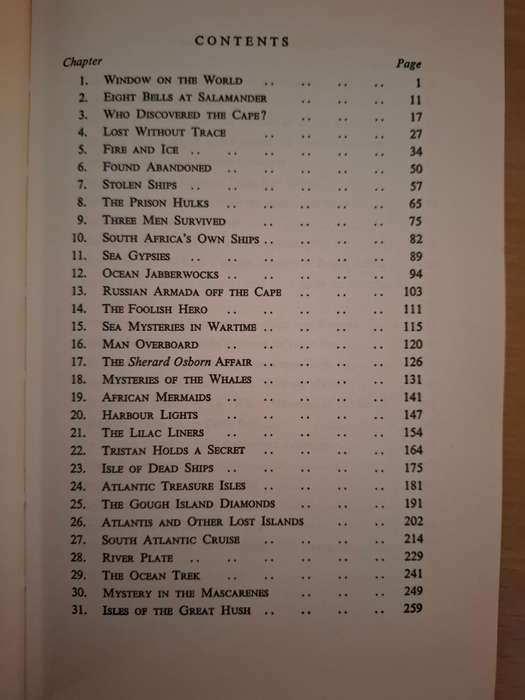 CONTENTS
Chapter Page
1. WINDOW ON THE WORLD .. .. .. .. 1
2. EIGHT BELLS AT SALAMANDER .. .. .. 11
3. WHO DISCOVERED THE CAPE? .. .. .. 17
4. LOST WITHOUT TRACE .. .. .. .. 27
5. FIRE AND ICE .. .. .. .. .. .. 34
6. FOUND ABANDONED .. .. .. .. .. 50
7. STOLEN SHIPS .. .. .. .. .. .. 57
8. THE PRISON HULKS .. .. .. .. .. 65
9. THREE MEN SURVIVED .. .. .. .. 75
10. SOUTH AFRICA'S OWN SHIPS .. .. .. .. 82
11. SEA GYPSIES .. .. .. .. .. .. 89
12. OCEAN JABBERWOCKS .. .. .. .. .. 94
13. RUSSIAN ARMADA OFF THE CAPE .. .. .. 103
14. THE FOOLISH HERO .. .. .. .. .. 111
15. SEA MYSTERIES IN WARTIME .. .. .. .. 115
16. MAN OVERBOARD .. .. .. .. .. 120
17. THE Sherard Osborn AFFAIR .. .. .. .. 126
18. MYSTERIES OF THE WHALES .. .. .. .. 131
19. AFRICAN MERMAIDS .. .. .. .. .. 141
20. HARBOUR LIGHTS .. .. .. .. .. 147
21. THE LILAC LINERS .. .. .. .. .. 154
22. TRISTAN HOLDS A SECRET .. .. .. .. 164
23. ISLE OF DEAD SHIPS .. .. .. .. .. 175
24. ATLANTIC TREASURE ISLES .. .. .. .. 181
25. THE GOUGH ISLAND DIAMONDS .. .. .. 191
26. ATLANTIS AND OTHER LOST ISLANDS .. .. 202
27. SOUTH ATLANTIC CRUISE .. .. .. .. 214
28. RIVER PLATE .. .. .. .. .. .. 229
29. THE OCEAN TREK .. .. .. .. .. 241
30. MYSTERY IN THE MASCARENES .. .. .. 249
31. ISLES OF THE GREAT HUSH .. .. .. .. 259